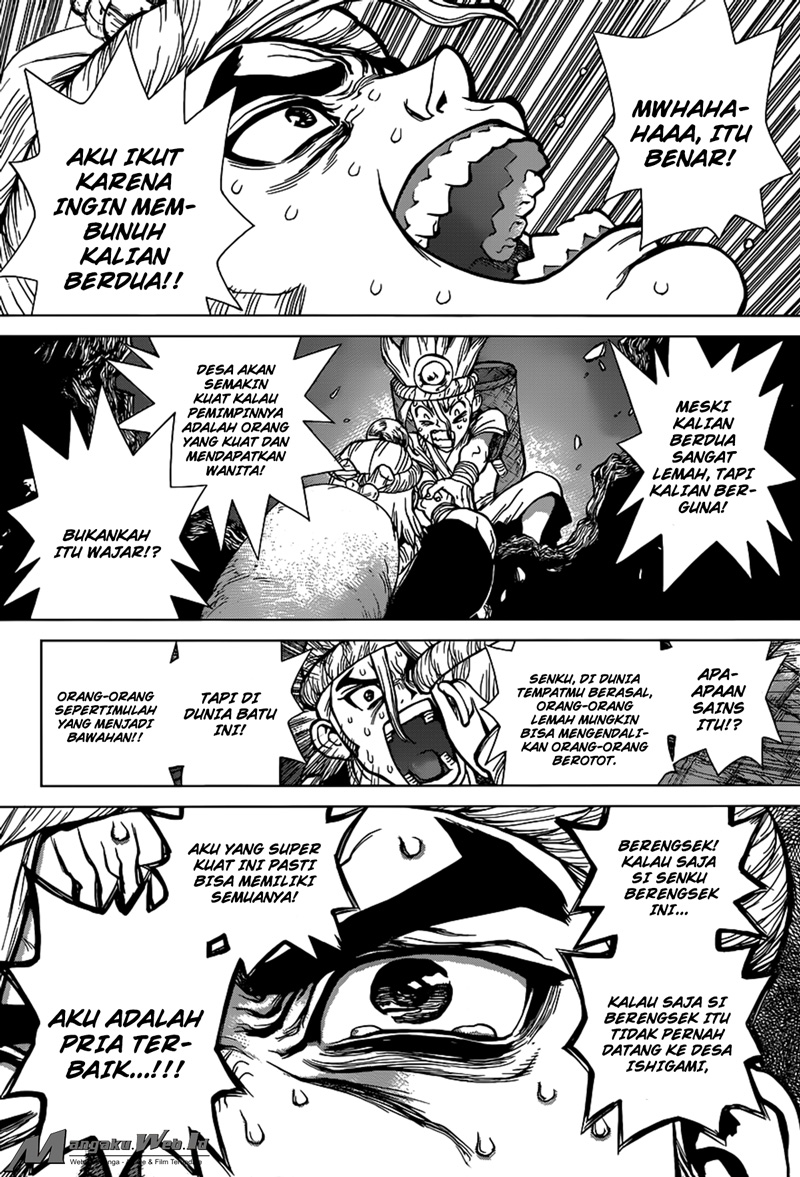 MWHAHA-
HAAA, ITU
BENAR!
AKU IKUT
KARENA
INGIN MEM-
BUNUH
KALIAN
BERDUA!!
MESKI
KALIAN
BERDUA
SANGAT
LEMAH, TAPI
KALIAN BER-
GUNA!
DESA AKAN
SEMAKIN
KUAT KALAU
PEMIMPINNYA
ADALAH ORANG
YANG KUAT DAN
MENDAPATKAN
WANITA!
BUKANKAH
ITU WAJAR!?
APA-
APAAN
SAINS
ITU!?
SENKU, DI DUNIA
TEMPATMU BERASAL,
ORANG-ORANG
LEMAH MUNGKIN
BISA MENGENDALI-
KAN ORANG-ORANG
BEROTOT.
TAPI DI
DUNIA BATU
INI!
ORANG-ORANG
SEPERTIMULAH
YANG MENJADI
BAWAHAN!!
BERENGSEK!
KALAU SAJA
SI SENKU
BERENGSEK
INI...
KALAU SAJA SI
BERENGSEK ITU
TIDAK PERNAH
DATANG KE DESA
ISHIGAMI,
AKU YANG SUPER
KUAT INI PASTI
BISA MEMILIKI
SEMUANYA!
AKU ADALAH
PRIA TER-
BAIK...!!!
Mangaku.Web.Id